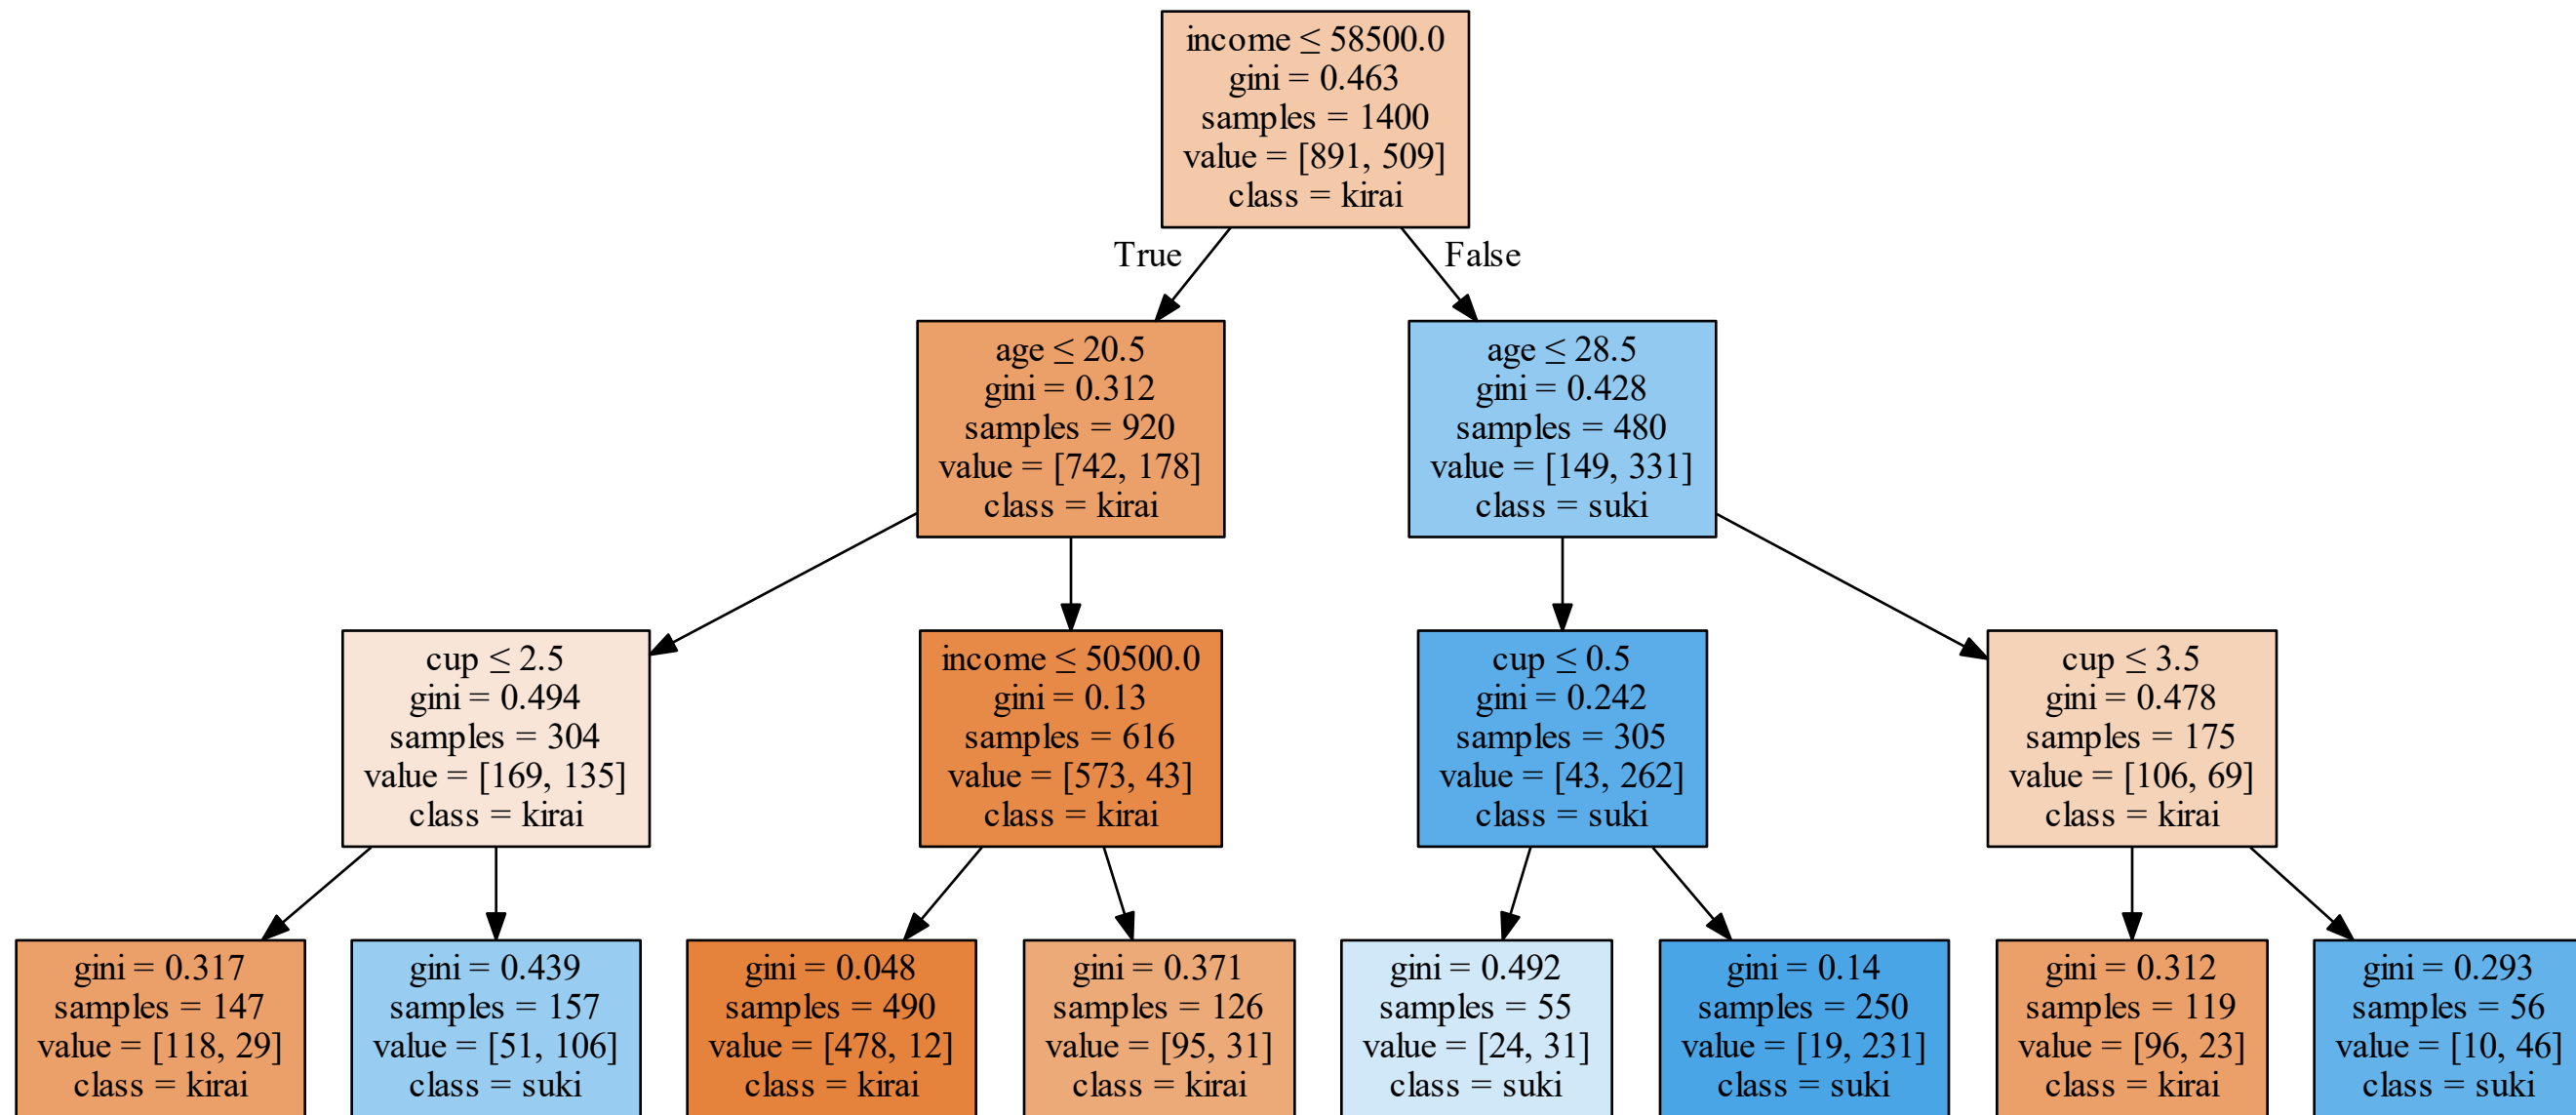 income ≤ 58500.0
gini = 0.463
samples = 1400
value = [891, 509]
class = kirai
True
False
age ≤ 20.5
gini = 0.312
samples = 920
value = [742, 178]
class = kirai
age ≤ 28.5
gini = 0.428
samples = 480
value = [149, 331]
class = suki
cup ≤ 2.5
gini = 0.494
samples = 304
value = [169, 135]
class = kirai
income ≤ 50500.0
gini = 0.13
samples = 616
value = [573, 43]
class = kirai
cup ≤ 0.5
gini = 0.242
samples = 305
value = [43, 262]
class = suki
cup ≤ 3.5
gini = 0.478
samples = 175
value = [106, 69]
class = kirai
gini = 0.317
samples = 147
value = [118, 29]
class = kirai
gini = 0.439
samples = 157
value = [51, 106]
class = suki
gini = 0.048
samples = 490
value = [478, 12]
class = kirai
gini = 0.371
samples = 126
value = [95, 31]
class = kirai
gini = 0.492
samples = 55
value = [24, 31]
class = suki
gini = 0.14
samples = 250
value = [19, 231]
class = suki
gini = 0.312
samples = 119
value = [96, 23]
class = kirai
gini = 0.293
samples = 56
value = [10, 46]
class = suki